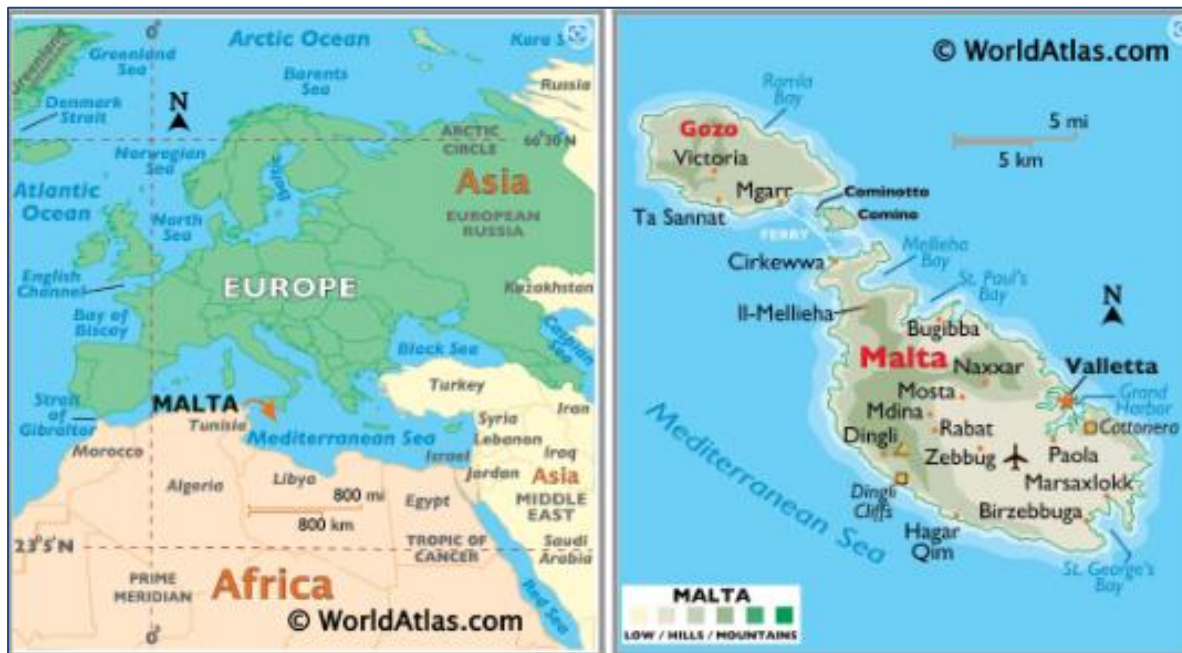 0°
Arctic Ocean
Kara S
Greenland
Greenland
Sea
Barents
Sea
Russia
Denmark
Strait
N
ARCTIC
CIRCLE
66°30'N
Norwegian
Sea
Asia
Atlantic
Ocean
Baltic
EUROPEAN
RUSSIA
North
Sea
English
Channel
EUROPE
Kazakhstan
Bay of
Biscay
Caspian
Sea
Black Sea
Turkey
Strait
of
Gibraltar
MALTA
Tunisia
Mediterranean Sea
Syria
Iran
Lebanon
Israel
Iraq
Morocco
Jordan
Asia
MIDDLE
EAST
Algeria
Libya
Egypt
800 mi
800 km
23°5'N
TROPIC OF
CANCER
Saudi
Arabia
PRIME
MERIDIAN
Africa
Red Sea
© WorldAtlas.com
0°
© WorldAtlas.com
Ramla
Bay
Gozo
5 mi
5 km
Victoria
Mgarr
Cominotto
Comino
Ta Sannat
FERRY
Cirkewwa
Mellieha
Bay
St. Paul's
Bay
N
Il-Mellieha
Bugibba
Malta
Naxxar
Valletta
Mosta
Grand
Harbor
Mdina
Cottonera
Dingli
Rabat
Zebbug
Paola
Marsaxlokk
Dingli
Cliffs
Birzebbuga
Hagar
Qim
Mediterranean Sea
St. George's
Bay
MALTA
LOW / HILLS / MOUNTAINS